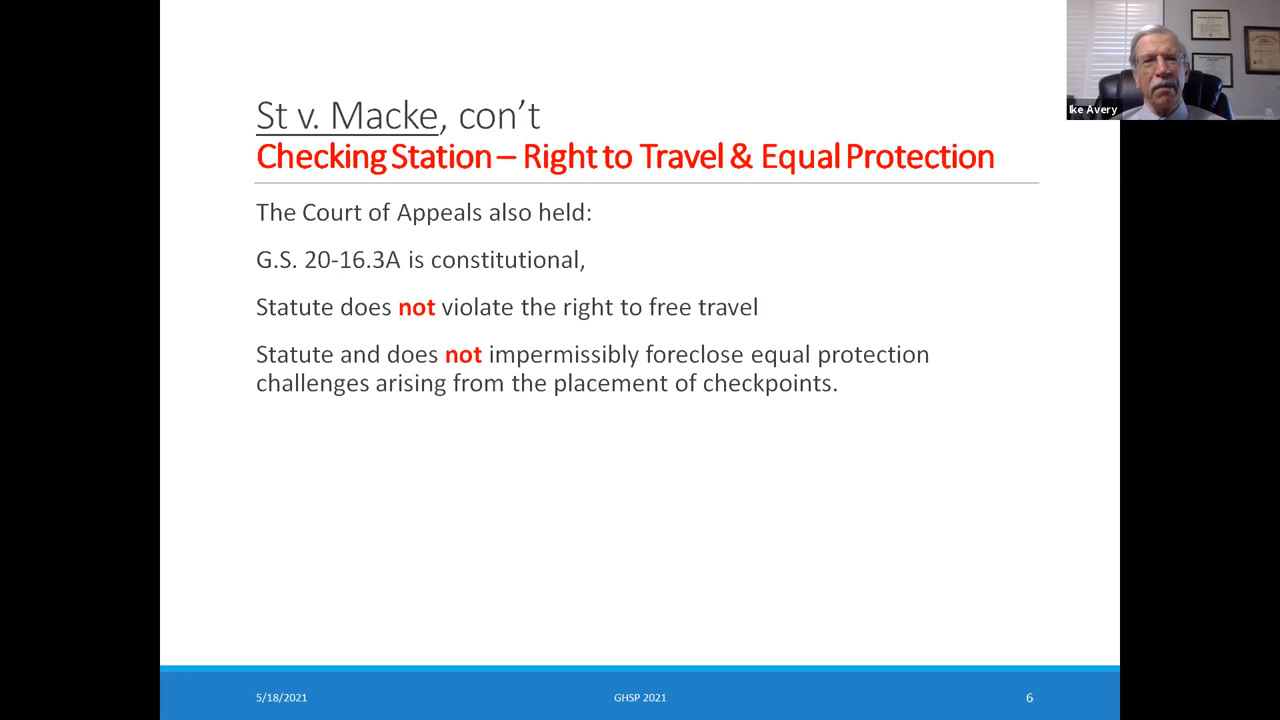 St v. Macke, con’t
Checking Station – Right to Travel & Equal Protection
The Court of Appeals also held:
G.S. 20-16.3A is constitutional,
Statute does not violate the right to free travel
Statute and does not impermissibly foreclose equal protection
challenges arising from the placement of checkpoints.
Ike Avery
5/18/2021
GHSP 2021
6